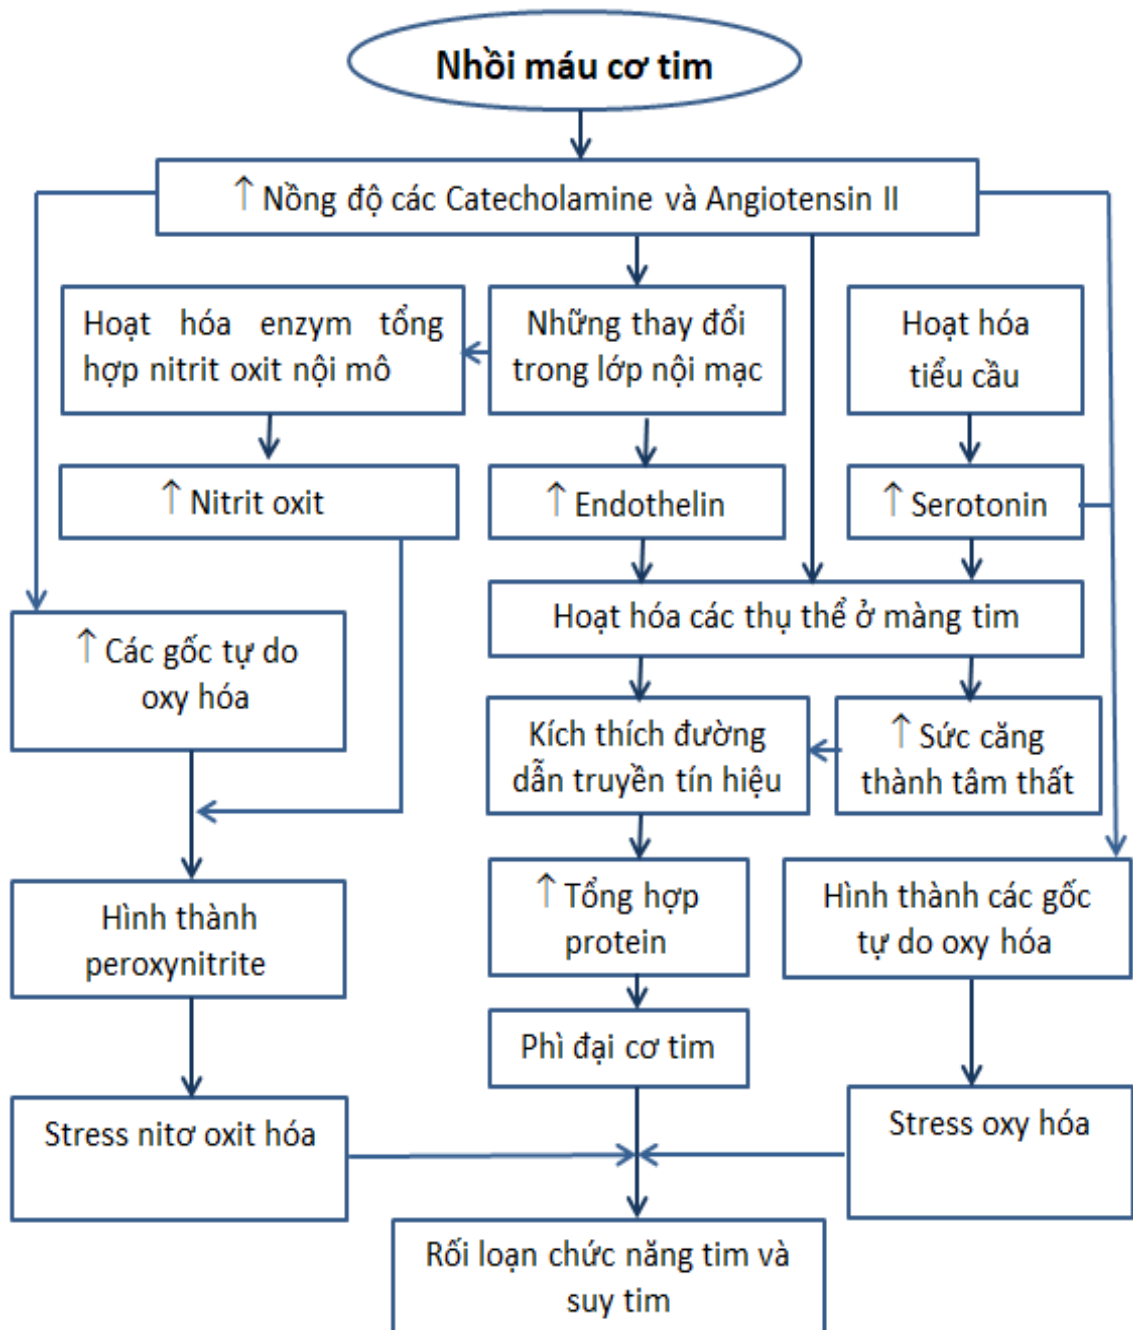 Nhồi máu cơ tim
↑ Nồng độ các Catecholamine và Angiotensin II
Hoạt hóa enzym tổng
hợp nitrit oxit nội mô
Những thay đổi
trong lớp nội mạc
Hoạt hóa
tiểu cầu
↑ Nitrit oxit
↑ Endothelin
↑ Serotonin
Hoạt hóa các thụ thể ở màng tim
↑ Các gốc tự do
oxy hóa
Kích thích đường
dẫn truyền tín hiệu
↑ Sức căng
thành tâm thất
↑ Tổng hợp
protein
Hình thành các gốc
tự do oxy hóa
Hình thành
peroxynitrite
Phì đại cơ tim
Stress nitơ oxit hóa
Stress oxy hóa
Rối loạn chức năng tim và
suy tim